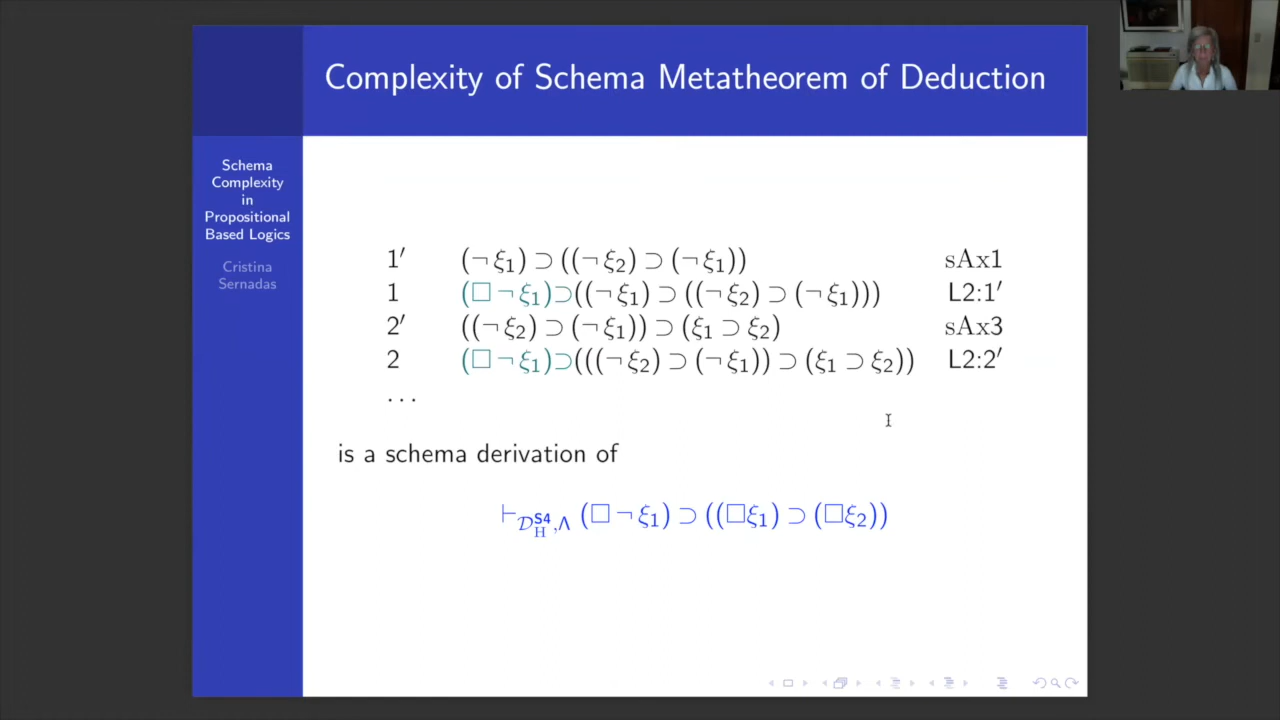 Complexity of Schema Metatheorem of Deduction
Schema
Complexity
in
Propositional
Based Logics
Cristina
Sernadas
1′ (¬ ξ₁) ⊃ ((¬ ξ₂) ⊃ (¬ ξ₁)) sAx1
1 (□ ¬ ξ₁)⊃((¬ ξ₁) ⊃ ((¬ ξ₂) ⊃ (¬ ξ₁))) L2:1′
2′ ((¬ ξ₂) ⊃ (¬ ξ₁)) ⊃ (ξ₁ ⊃ ξ₂) sAx3
2 (□ ¬ ξ₁)⊃(((¬ ξ₂) ⊃ (¬ ξ₁)) ⊃ (ξ₁ ⊃ ξ₂)) L2:2′
...
is a schema derivation of
⊢_{𝒟_H^{S4},Λ} (□ ¬ ξ₁) ⊃ ((□ξ₁) ⊃ (□ξ₂))